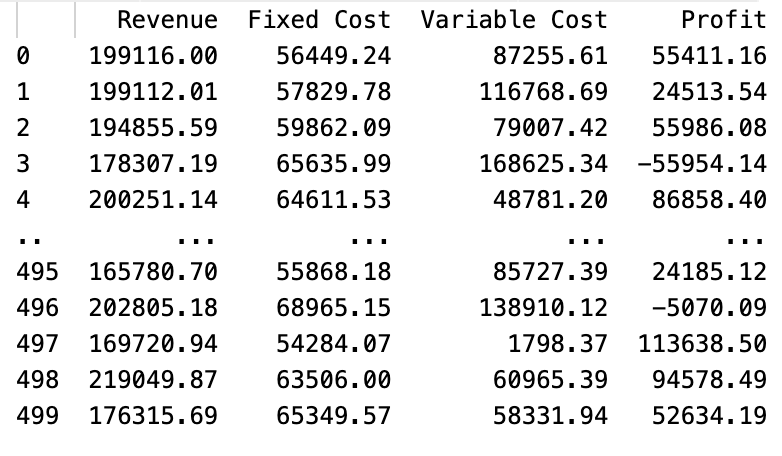 Revenue Fixed Cost Variable Cost Profit
0 199116.00 56449.24 87255.61 55411.16
1 199112.01 57829.78 116768.69 24513.54
2 194855.59 59862.09 79007.42 55986.08
3 178307.19 65635.99 168625.34 -55954.14
4 200251.14 64611.53 48781.20 86858.40
.. ... ... ... ...
495 165780.70 55868.18 85727.39 24185.12
496 202805.18 68965.15 138910.12 -5070.09
497 169720.94 54284.07 1798.37 113638.50
498 219049.87 63506.00 60965.39 94578.49
499 176315.69 65349.57 58331.94 52634.19